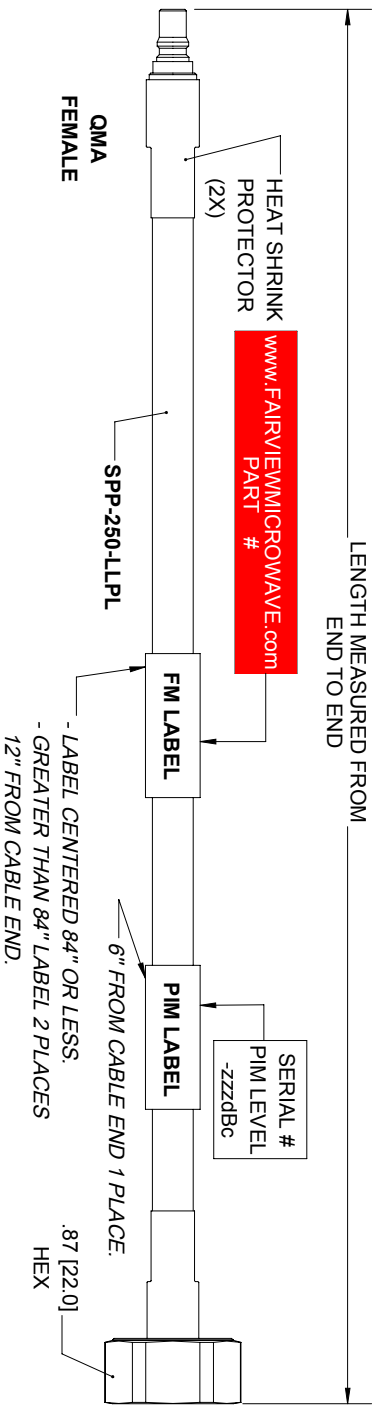 LENGTH MEASURED FROM
END TO END
HEAT SHRINK
PROTECTOR
(2X)
www.FAIRVIEWMICROWAVE.com
PART #
SERIAL #
PIM LEVEL
-zzzdBc
QMA
FEMALE
SPP-250-LLPL
FM LABEL
PIM LABEL
6" FROM CABLE END 1 PLACE.
- LABEL CENTERED 84" OR LESS.
- GREATER THAN 84" LABEL 2 PLACES
12" FROM CABLE END.
.87 [22.0]
HEX